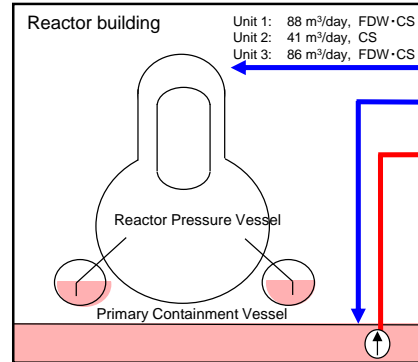 Reactor building
Unit 1: 88 m³/day, FDW・CS
Unit 2: 41 m³/day, CS
Unit 3: 86 m³/day, FDW・CS
Reactor Pressure Vessel
Primary Containment Vessel